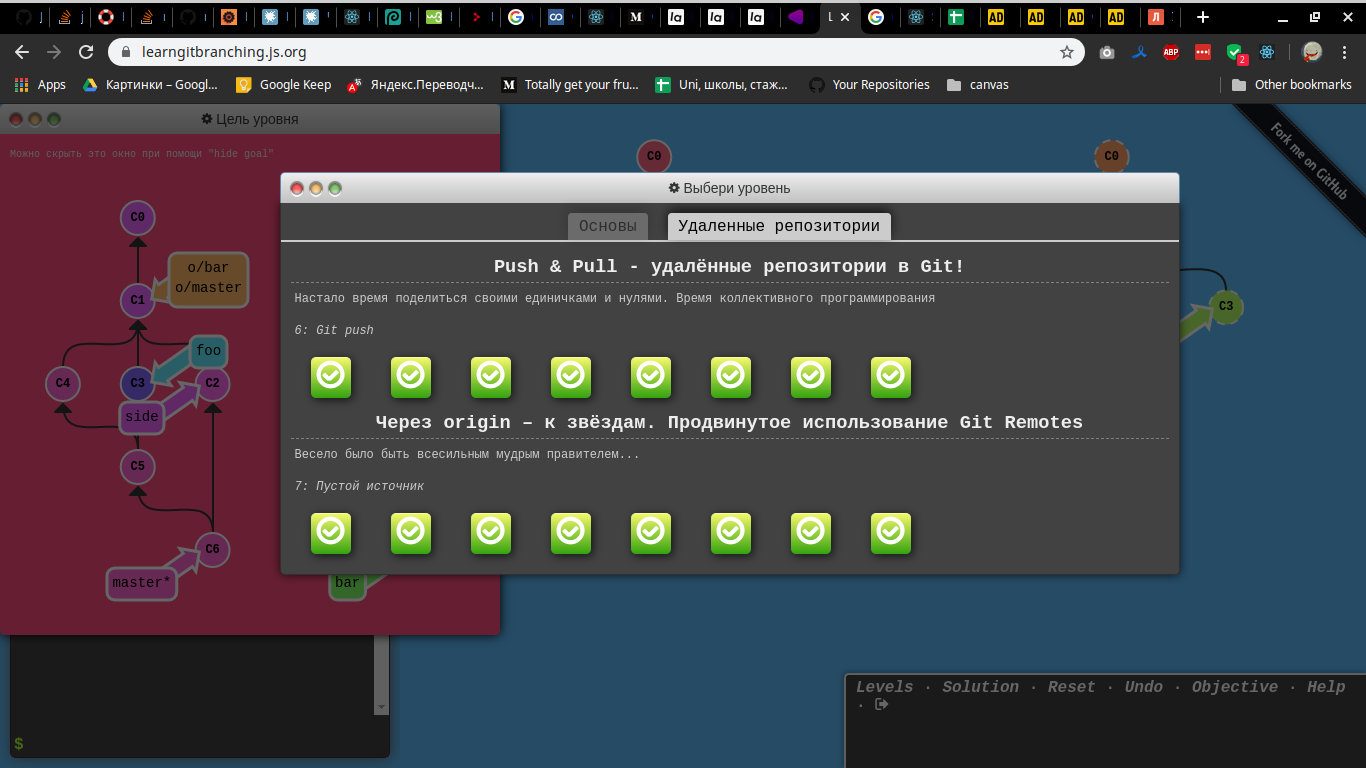 learngitbranching.js.org
ABP
2
Apps
Картинки – Googl...
Google Keep
Яндекс.Переводч...
Totally get your fru...
Uni, школы, стаж...
Your Repositories
canvas
Other bookmarks
Цель уровня
Можно скрыть это окно при помощи "hide goal"
C0
C0
Fork me on GitHub
Выбери уровень
Основы
Удаленные репозитории
Push & Pull - удалённые репозитории в Git!
Настало время поделиться своими единичками и нулями. Время коллективного программирования
6: Git push
Через origin – к звёздам. Продвинутое использование Git Remotes
Весело было быть всесильным мудрым правителем...
7: Пустой источник
C0
o/bar
o/master
C1
foo
C4
C3
C2
side
C5
C6
master*
bar
C3
$
Levels · Solution · Reset · Undo · Objective · Help
·